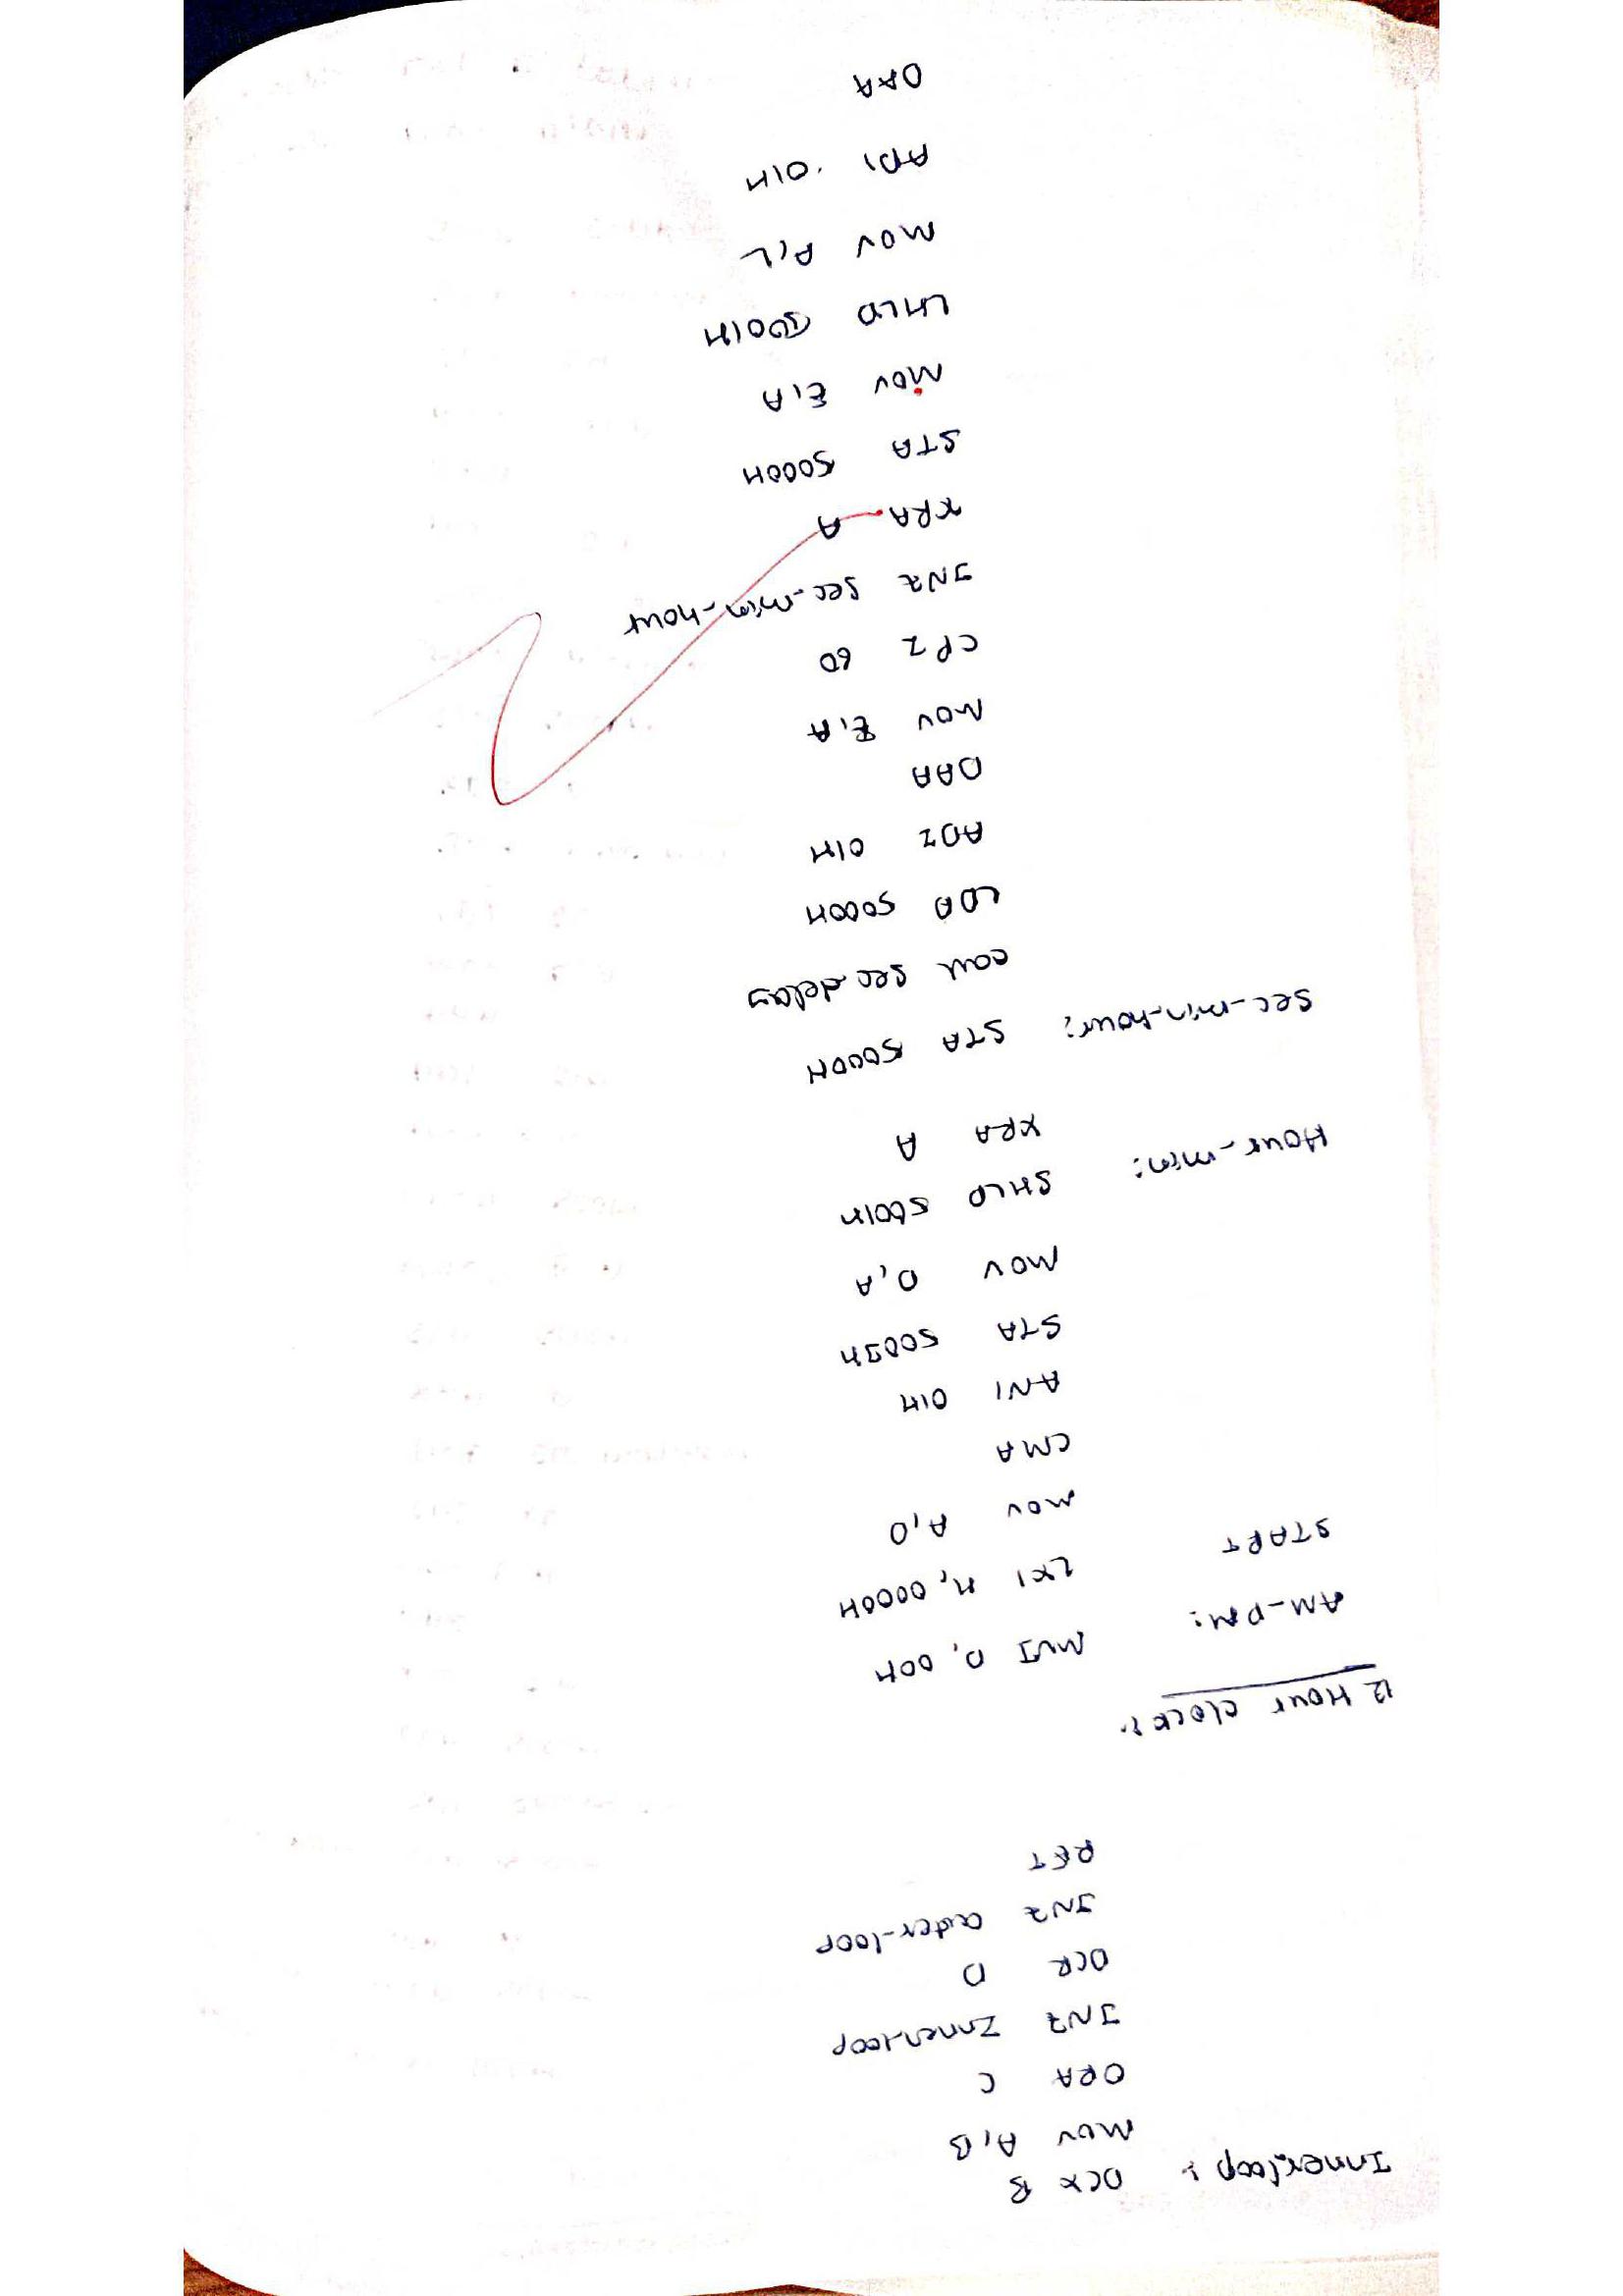 Innerloop : DCX B
MOV A,B
ORA C
JNZ Innerloop
DCR D
JNZ outer-loop
RET
12 Hour clock:
AM-PM: MVI D, 00H
START LXI H, 0000H
MOV A,D
CMA
ANI 01H
STA 5003H
MOV D,A
Hour-min: SHLD 5001H
XRA A
Sec-min-hour: STA 5000H
call sec delay
LDA 5000H
ADI 01H
DAA
MOV E,A
CPI 60
JNZ sec-min-hour
XRA A
STA 5000H
MOV E,A
LHLD 5001H
MOV A,L
ADI 01H
DAA